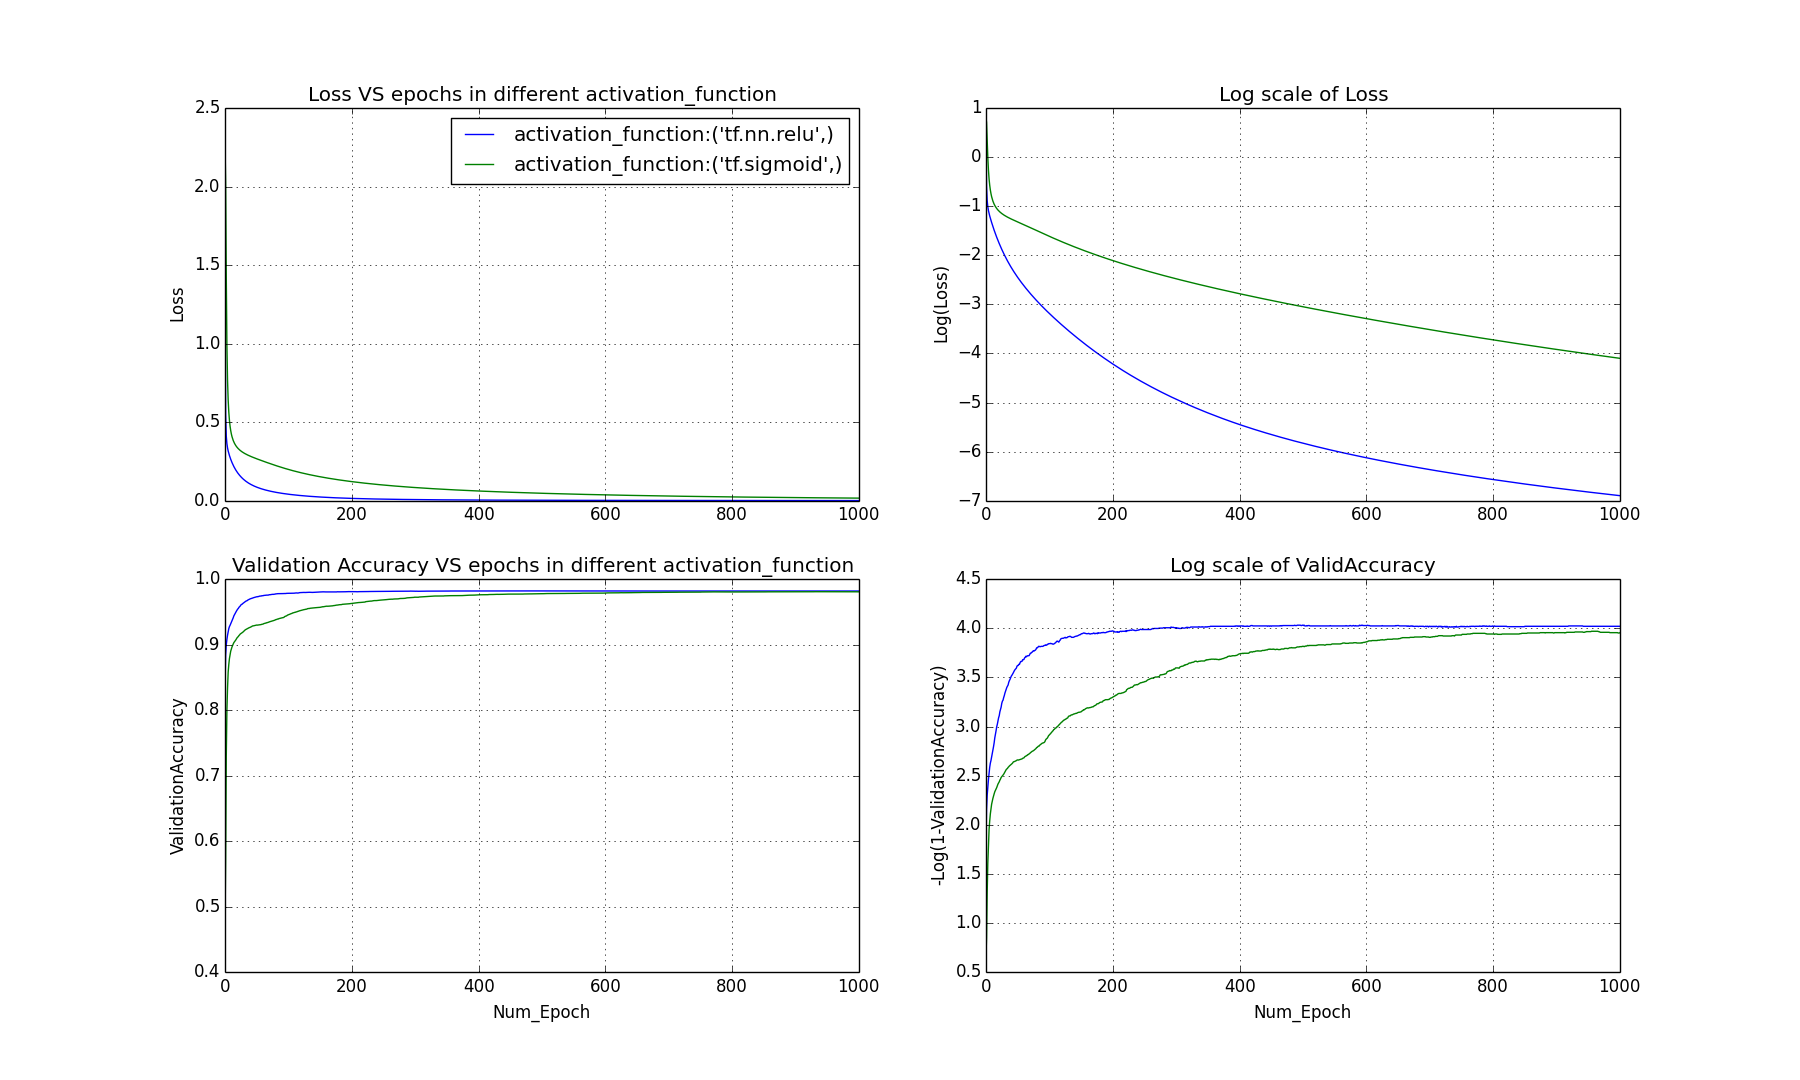 Loss VS epochs in different activation_function
2.5
2.0
1.5
1.0
0.5
0.0
Loss
activation_function:('tf.nn.relu',)
activation_function:('tf.sigmoid',)
0 200 400 600 800 1000
Log scale of Loss
1
0
−1
−2
−3
−4
−5
−6
−7
Log(Loss)
0 200 400 600 800 1000
Validation Accuracy VS epochs in different activation_function
1.0
0.9
0.8
0.7
0.6
0.5
0.4
ValidationAccuracy
0 200 400 600 800 1000
Num_Epoch
Log scale of ValidAccuracy
4.5
4.0
3.5
3.0
2.5
2.0
1.5
1.0
0.5
-Log(1-ValidationAccuracy)
0 200 400 600 800 1000
Num_Epoch